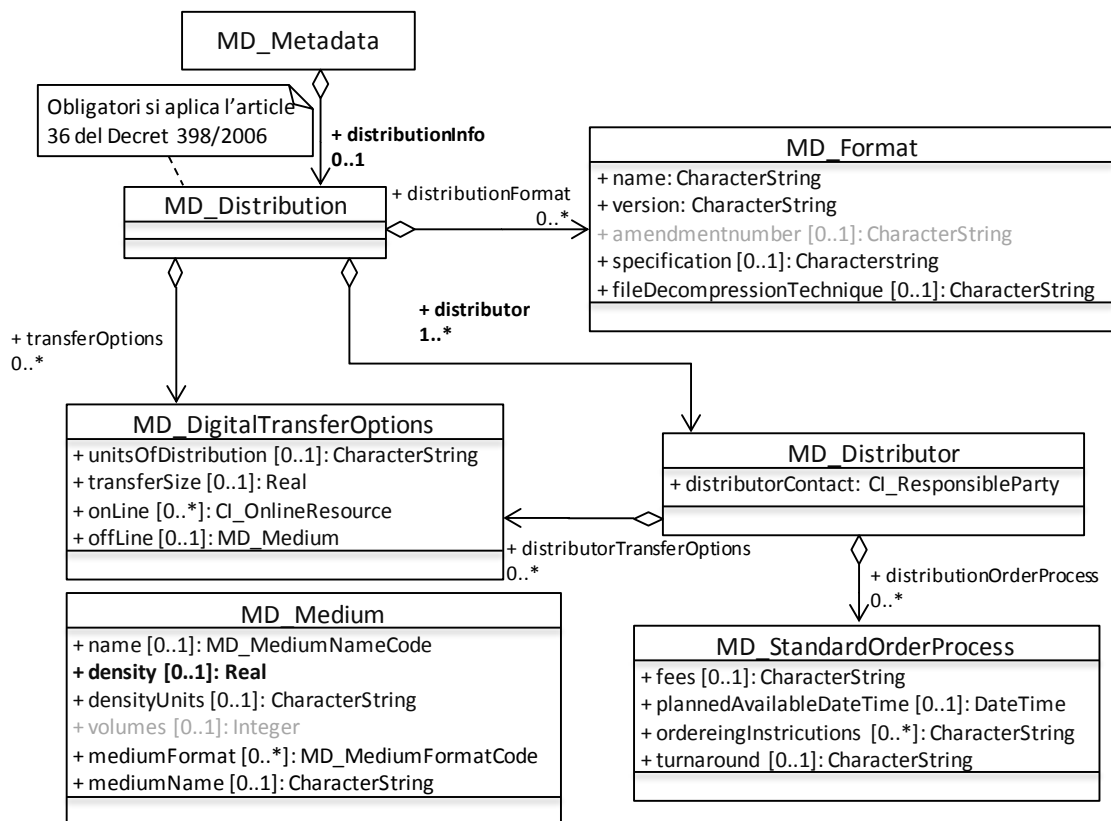 MD_Metadata
Obligatori si aplica l'article
36 del Decret 398/2006
+ distributionInfo
0..1
MD_Distribution
+ distributionFormat
0..*
MD_Format
+ name: CharacterString
+ version: CharacterString
+ amendmentnumber [0..1]: CharacterString
+ specification [0..1]: Characterstring
+ fileDecompressionTechnique [0..1]: CharacterString
+ distributor
1..*
+ transferOptions
0..*
MD_DigitalTransferOptions
+ unitsOfDistribution [0..1]: CharacterString
+ transferSize [0..1]: Real
+ onLine [0..*]: CI_OnlineResource
+ offLine [0..1]: MD_Medium
MD_Distributor
+ distributorContact: CI_ResponsibleParty
+ distributorTransferOptions
0..*
+ distributionOrderProcess
0..*
MD_Medium
+ name [0..1]: MD_MediumNameCode
+ density [0..1]: Real
+ densityUnits [0..1]: CharacterString
+ volumes [0..1]: Integer
+ mediumFormat [0..*]: MD_MediumFormatCode
+ mediumName [0..1]: CharacterString
MD_StandardOrderProcess
+ fees [0..1]: CharacterString
+ plannedAvailableDateTime [0..1]: DateTime
+ ordereingInstricutions [0..*]: CharacterString
+ turnaround [0..1]: CharacterString